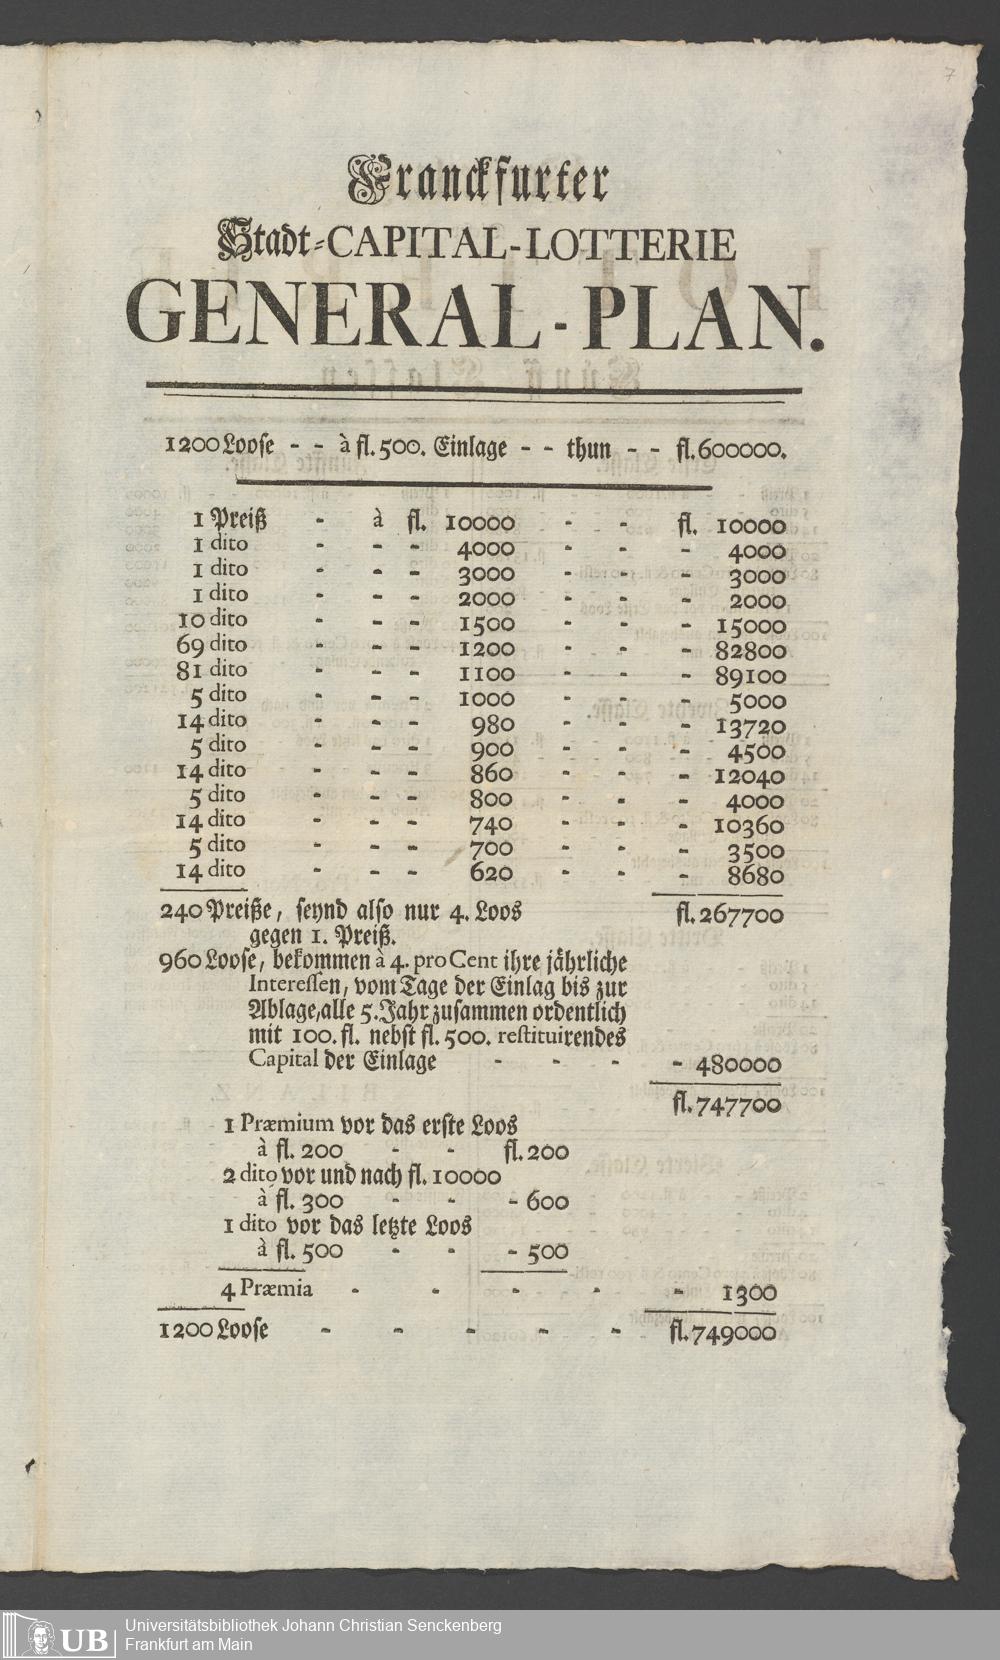 7
Franckfurter
Stadt-CAPITAL-LOTTERIE
GENERAL-PLAN.
1200 Loose - - à fl. 500. Einlage - - thun - - fl. 600000.
1 Preiß - à fl. 10000 - - fl. 10000
1 dito - - - 4000 - - - 4000
1 dito - - - 3000 - - - 3000
1 dito - - - 2000 - - - 2000
10 dito - - - 1500 - - - 15000
69 dito - - - 1200 - - - 82800
81 dito - - - 1100 - - - 89100
5 dito - - - 1000 - - - 5000
14 dito - - - 980 - - - 13720
5 dito - - - 900 - - - 4500
14 dito - - - 860 - - - 12040
5 dito - - - 800 - - - 4000
14 dito - - - 740 - - - 10360
5 dito - - - 700 - - - 3500
14 dito - - - 620 - - - 8680
240 Preiße, seynd also nur 4. Loos fl. 267700
gegen 1. Preiß.
960 Loose, bekommen à 4. pro Cent ihre jährliche
Interessen, vom Tage der Einlag bis zur
Ablage, alle 5. Jahr zusammen ordentlich
mit 100. fl. nebst fl. 500. restituirendes
Capital der Einlage - - - - 480000
fl. 747700
1 Præmium vor das erste Loos
à fl. 200 - - fl. 200
2 dito vor und nach fl. 10000
à fl. 300 - - - 600
1 dito vor das letzte Loos
à fl. 500 - - - 500
4 Præmia - - - - - 1300
1200 Loose - - - - - fl. 749000
UB
Universitätsbibliothek Johann Christian Senckenberg
Frankfurt am Main